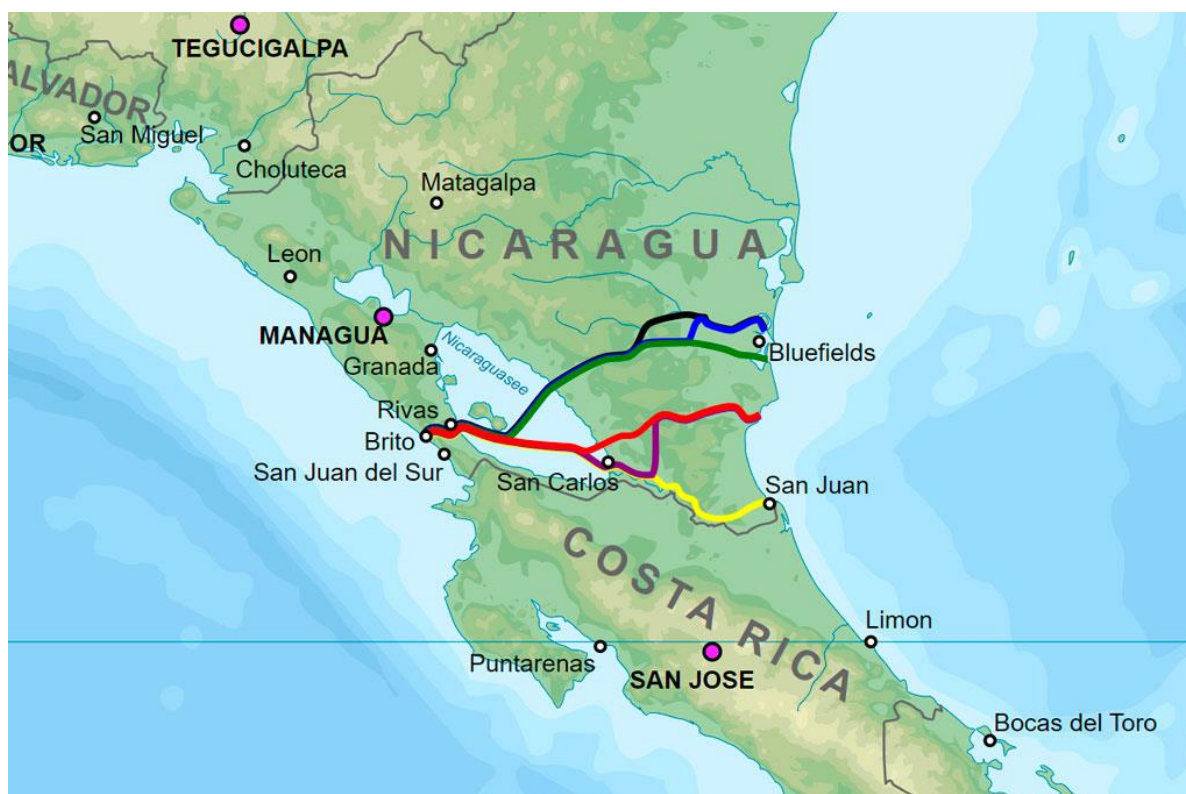 TEGUCIGALPA
ALVADOR
San Miguel
OR
Choluteca
Matagalpa
NICARAGUA
Leon
MANAGUA
Granada
Nicaraguasee
Bluefields
Rivas
Brito
San Juan del Sur
San Carlos
San Juan
COSTA RICA
Limon
Puntarenas
SAN JOSE
Bocas del Toro